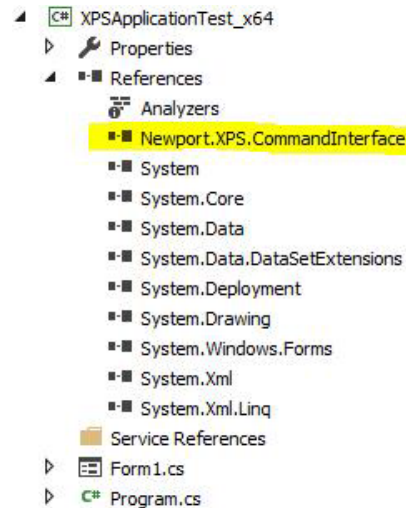 C# XPSApplicationTest_x64
Properties
References
Analyzers
Newport.XPS.CommandInterface
System
System.Core
System.Data
System.Data.DataSetExtensions
System.Deployment
System.Drawing
System.Windows.Forms
System.Xml
System.Xml.Linq
Service References
Form1.cs
C# Program.cs